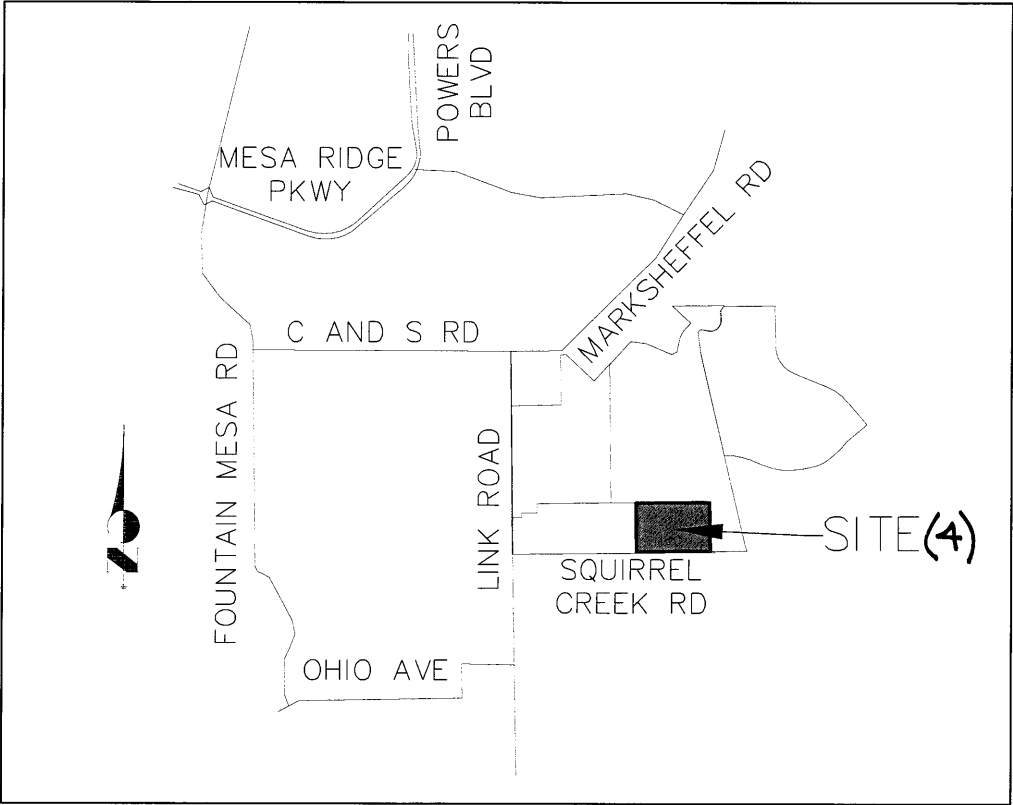 POWERS
BLVD
MESA RIDGE
PKWY
MARKSHEFFEL RD
C AND S RD
FOUNTAIN MESA RD
LINK ROAD
SITE(4)
SQUIRREL
CREEK RD
OHIO AVE
N